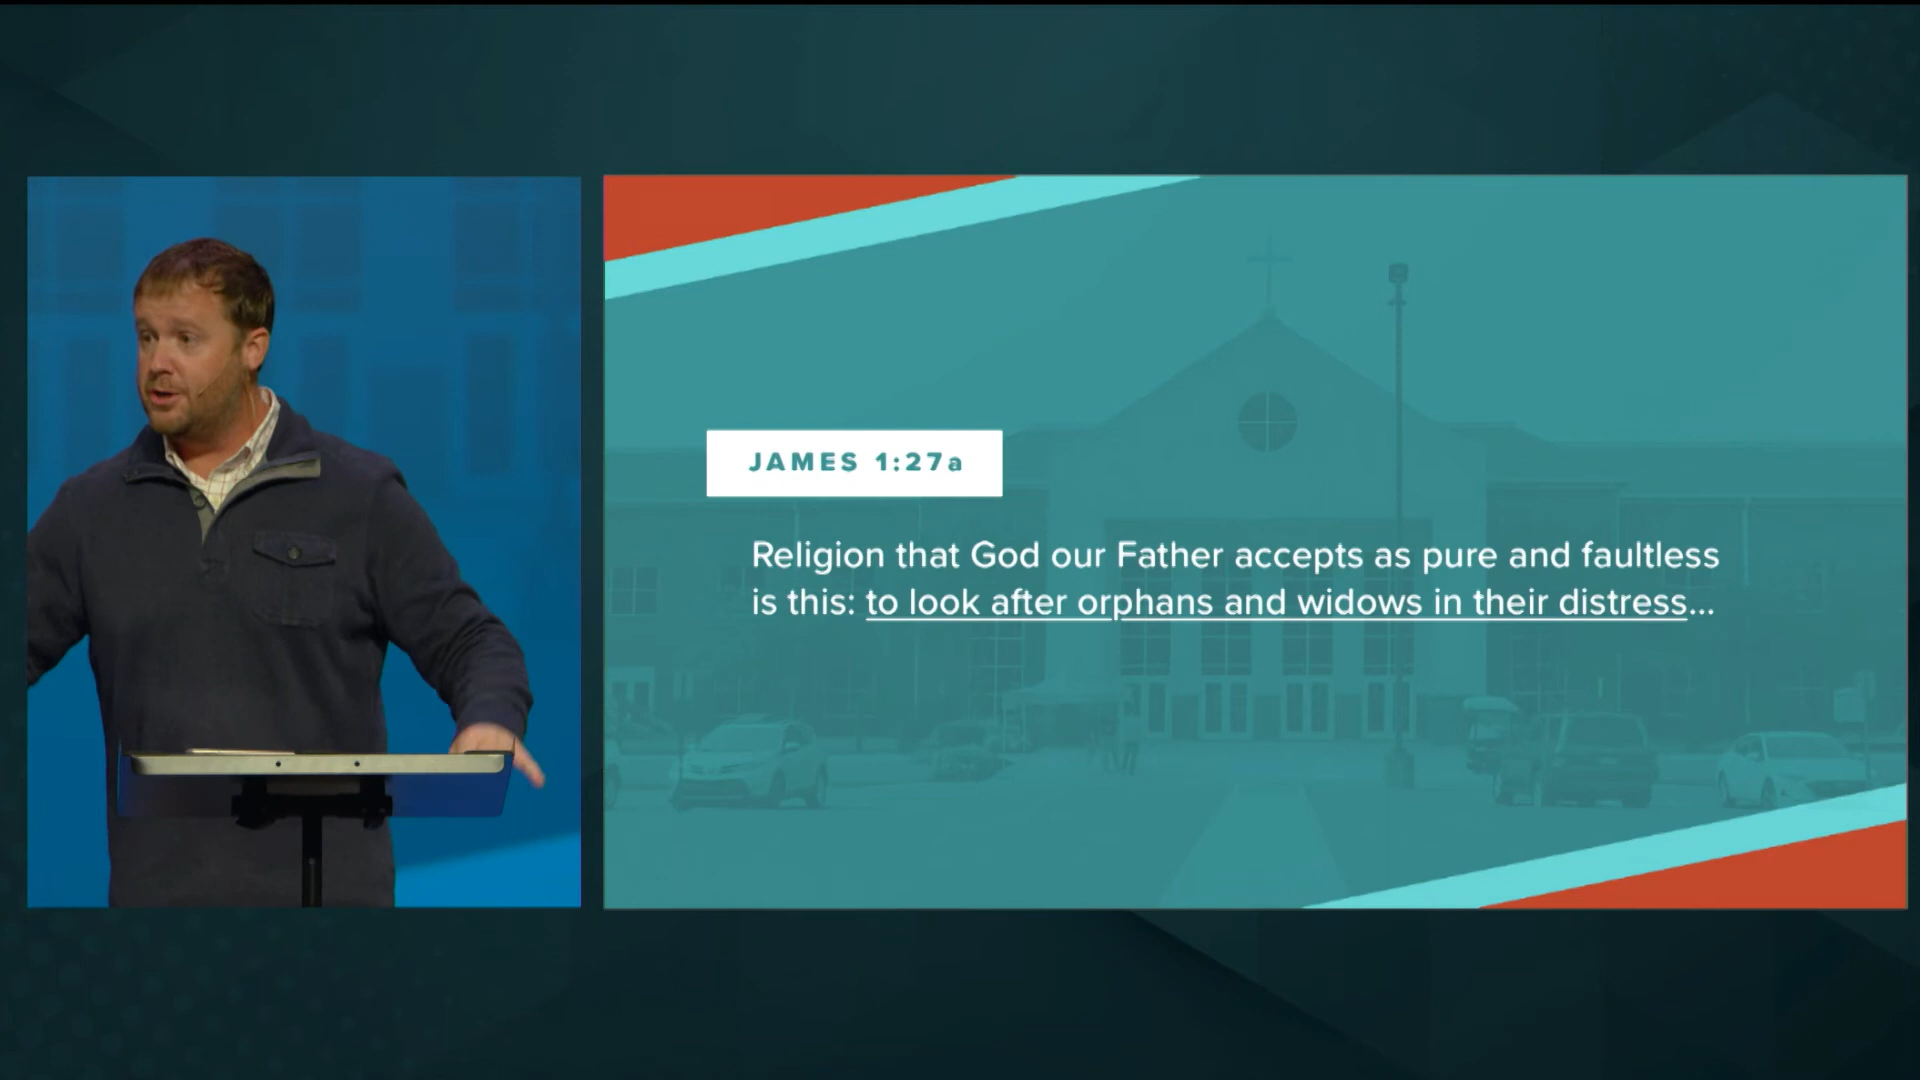 JAMES 1:27a
Religion that God our Father accepts as pure and faultless
is this: to look after orphans and widows in their distress...